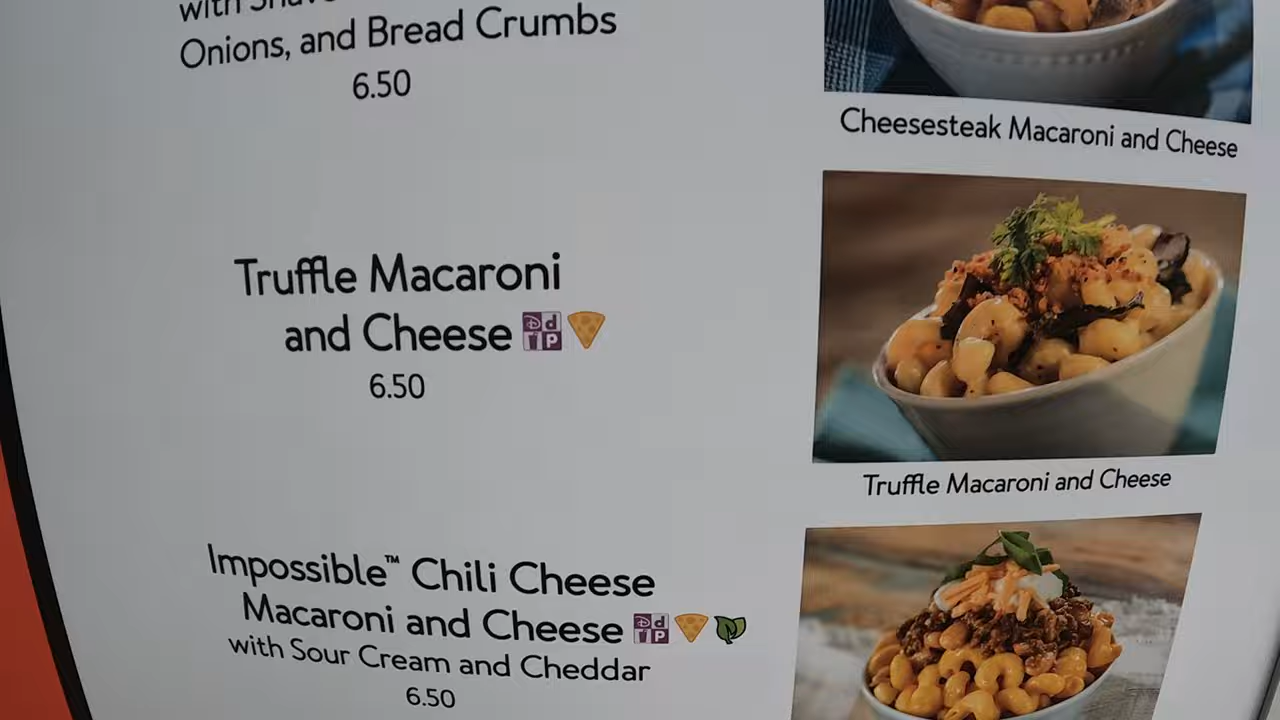 with
Onions, and Bread Crumbs
6.50
Cheesesteak Macaroni and Cheese
Truffle Macaroni
and Cheese
6.50
Truffle Macaroni and Cheese
Impossible™ Chili Cheese
Macaroni and Cheese
with Sour Cream and Cheddar
6.50